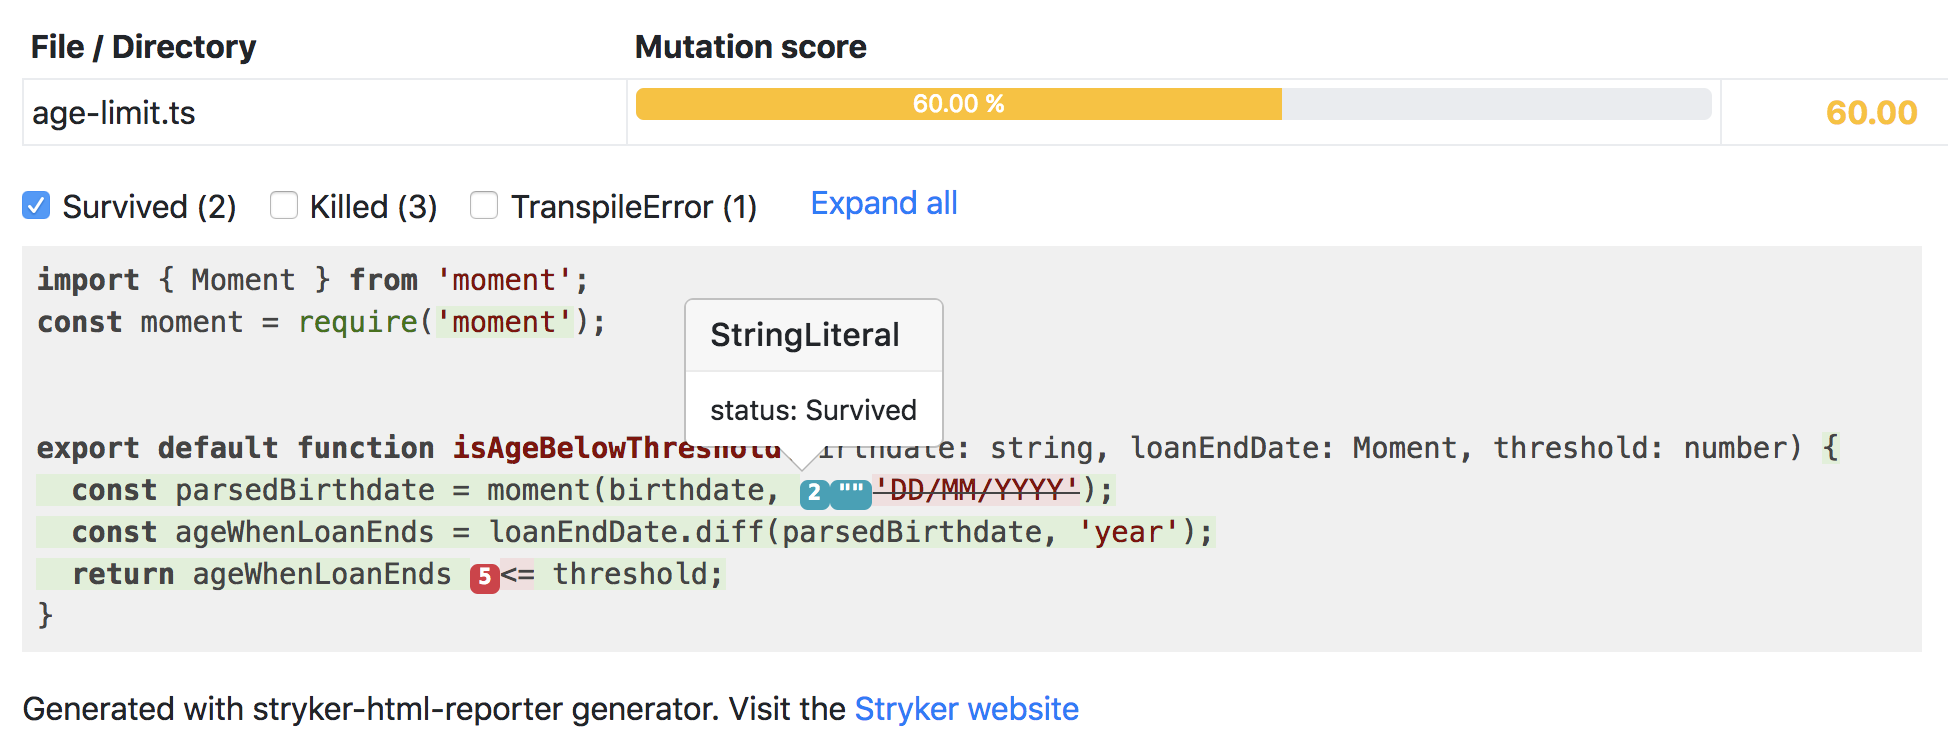 File / Directory Mutation score
age-limit.ts 60.00 % 60.00
Survived (2) Killed (3) TranspileError (1) Expand all
import { Moment } from 'moment';
const moment = require('moment');
StringLiteral
status: Survived
export default function isAgeBelowThreshold irthdate: string, loanEndDate: Moment, threshold: number) {
const parsedBirthdate = moment(birthdate, 2 "" 'DD/MM/YYYY');
const ageWhenLoanEnds = loanEndDate.diff(parsedBirthdate, 'year');
return ageWhenLoanEnds 5 <= threshold;
}
Generated with stryker-html-reporter generator. Visit the Stryker website